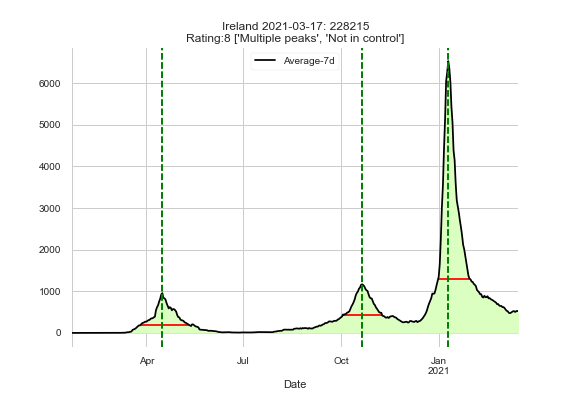 Ireland 2021-03-17: 228215
Rating:8 ['Multiple peaks', 'Not in control']
Average-7d
6000
5000
4000
3000
2000
1000
0
Apr
Jul
Oct
Jan
2021
Date